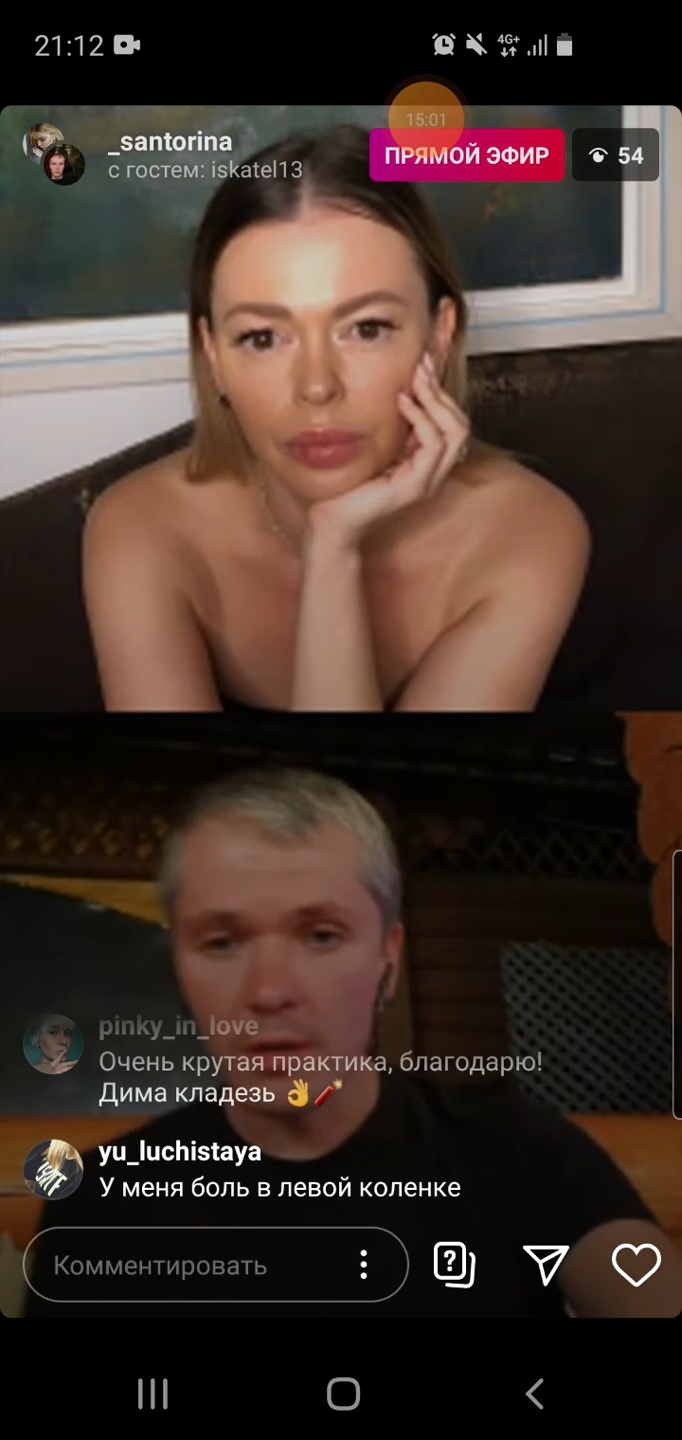 21:12
4G+
15:01
_santorina
с гостем: iskatel13
ПРЯМОЙ ЭФИР
54
pinky_in_love
Очень крутая практика, благодарю!
Дима кладезь 👌🧨
yu_luchistaya
У меня боль в левой коленке
Комментировать